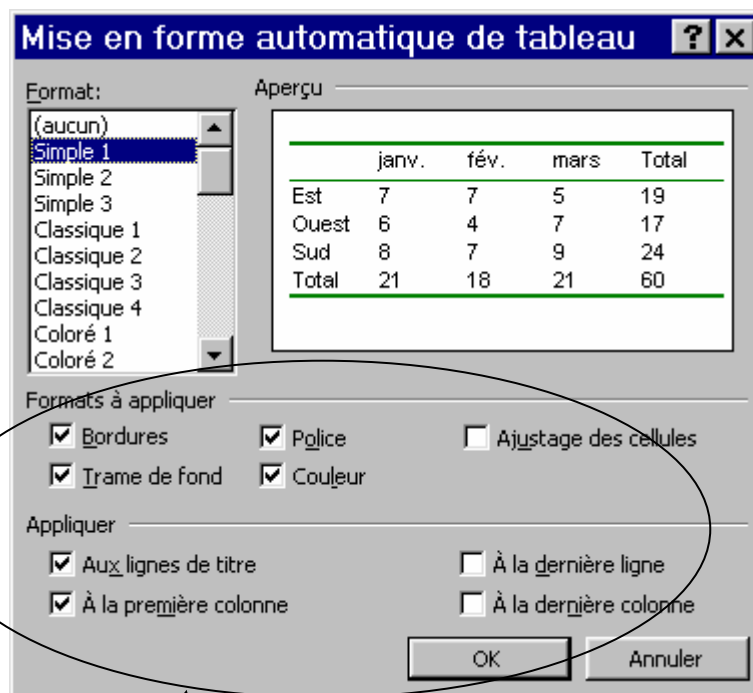 Mise en forme automatique de tableau
Format:
(aucun)
Simple 1
Simple 2
Simple 3
Classique 1
Classique 2
Classique 3
Classique 4
Coloré 1
Coloré 2
Aperçu
janv. fév. mars Total
Est 7 7 5 19
Ouest 6 4 7 17
Sud 8 7 9 24
Total 21 18 21 60
Formats à appliquer
Bordures Police Ajustage des cellules
Trame de fond Couleur
Appliquer
Aux lignes de titre À la dernière ligne
À la première colonne À la dernière colonne
OK Annuler